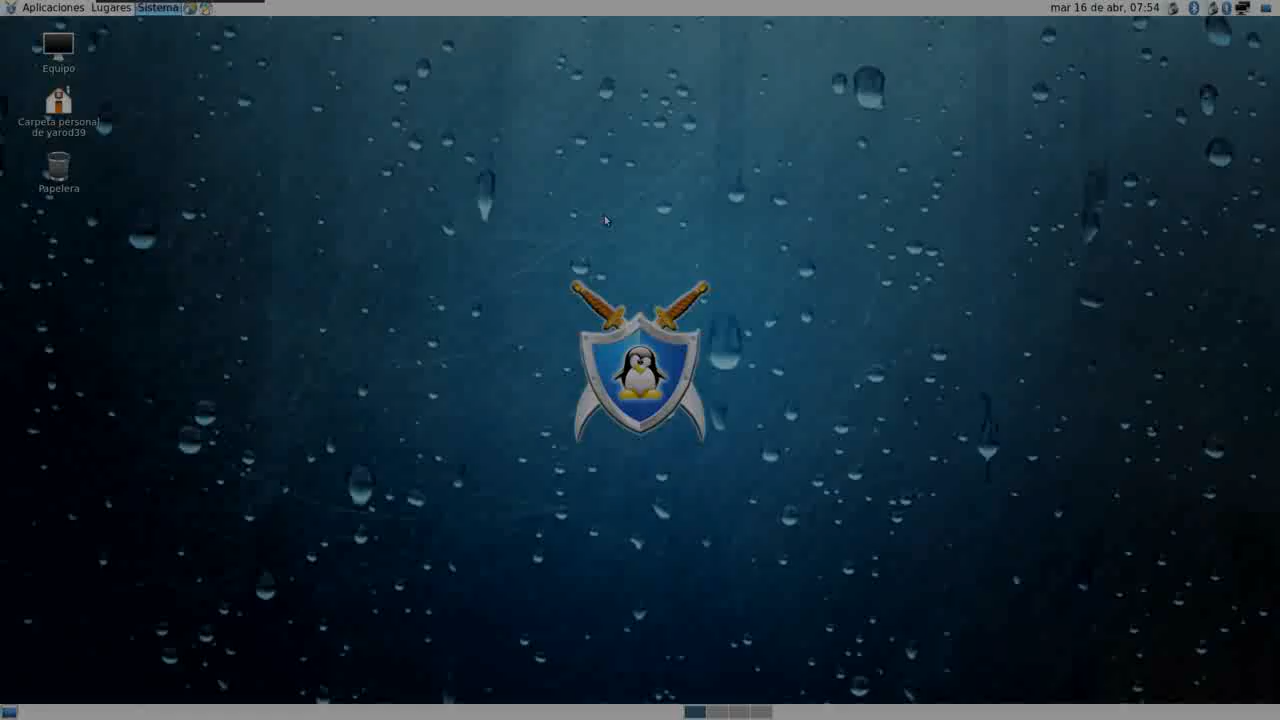 Aplicaciones Lugares Sistema
mar 16 de abr, 07:54
Equipo
Carpeta personal
de yarod39
Papelera